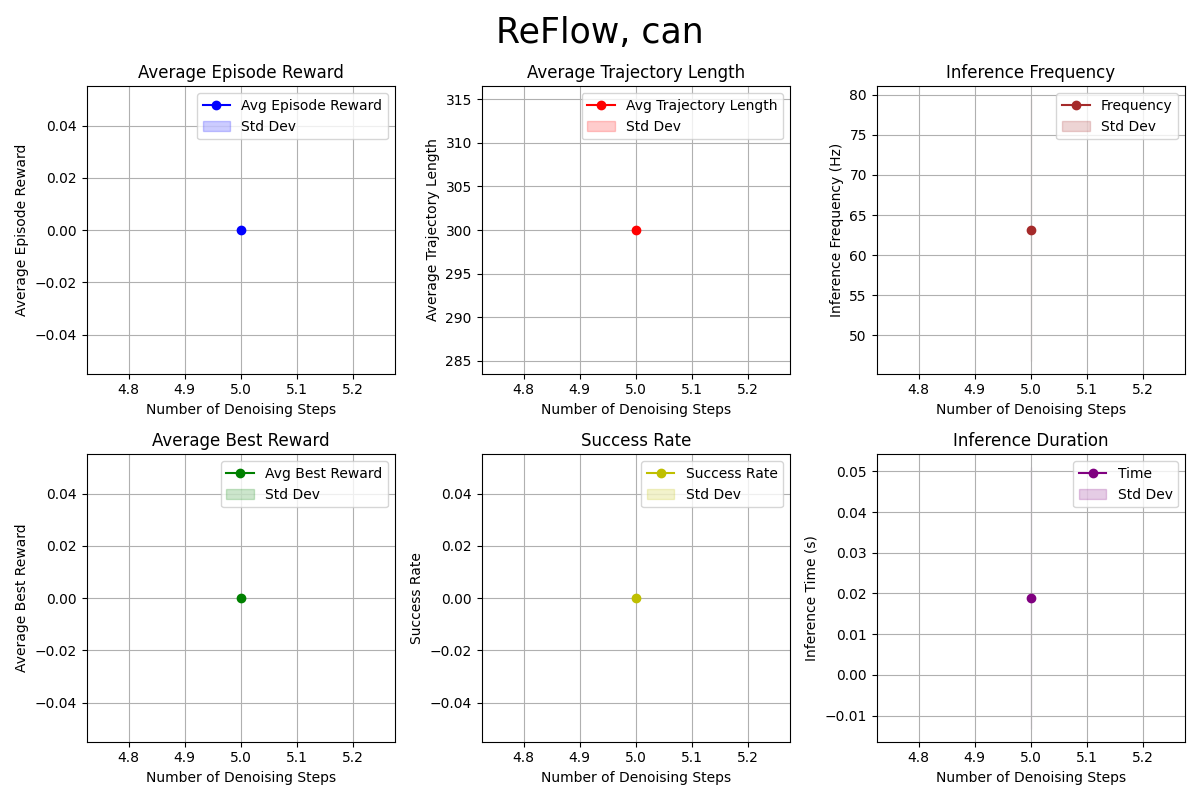 ReFlow, can
Average Episode Reward
Avg Episode Reward
Std Dev
Average Episode Reward
0.04
0.02
0.00
−0.02
−0.04
4.8 4.9 5.0 5.1 5.2
Number of Denoising Steps
Average Trajectory Length
Avg Trajectory Length
Std Dev
Average Trajectory Length
315
310
305
300
295
290
285
4.8 4.9 5.0 5.1 5.2
Number of Denoising Steps
Inference Frequency
Frequency
Std Dev
Inference Frequency (Hz)
80
75
70
65
60
55
50
4.8 4.9 5.0 5.1 5.2
Number of Denoising Steps
Average Best Reward
Avg Best Reward
Std Dev
Average Best Reward
0.04
0.02
0.00
−0.02
−0.04
4.8 4.9 5.0 5.1 5.2
Number of Denoising Steps
Success Rate
Success Rate
Std Dev
Success Rate
0.04
0.02
0.00
−0.02
−0.04
4.8 4.9 5.0 5.1 5.2
Number of Denoising Steps
Inference Duration
Time
Std Dev
Inference Time (s)
0.05
0.04
0.03
0.02
0.01
0.00
−0.01
4.8 4.9 5.0 5.1 5.2
Number of Denoising Steps